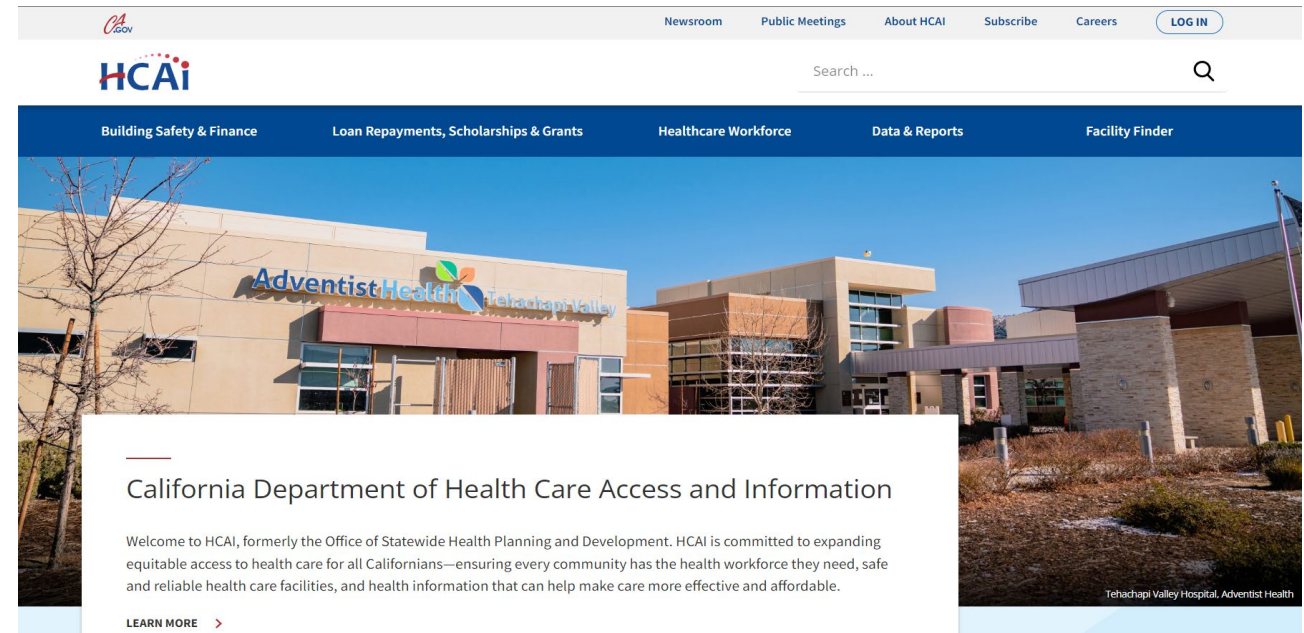 CA
.GOV
Newsroom Public Meetings About HCAI Subscribe Careers LOG IN
HCAi
Search ...
Building Safety & Finance Loan Repayments, Scholarships & Grants Healthcare Workforce Data & Reports Facility Finder
Adventist Health Tehachapi Valley
California Department of Health Care Access and Information
Welcome to HCAI, formerly the Office of Statewide Health Planning and Development. HCAI is committed to expanding
equitable access to health care for all Californians—ensuring every community has the health workforce they need, safe
and reliable health care facilities, and health information that can help make care more effective and affordable.
Tehachapi Valley Hospital, Adventist Health
LEARN MORE